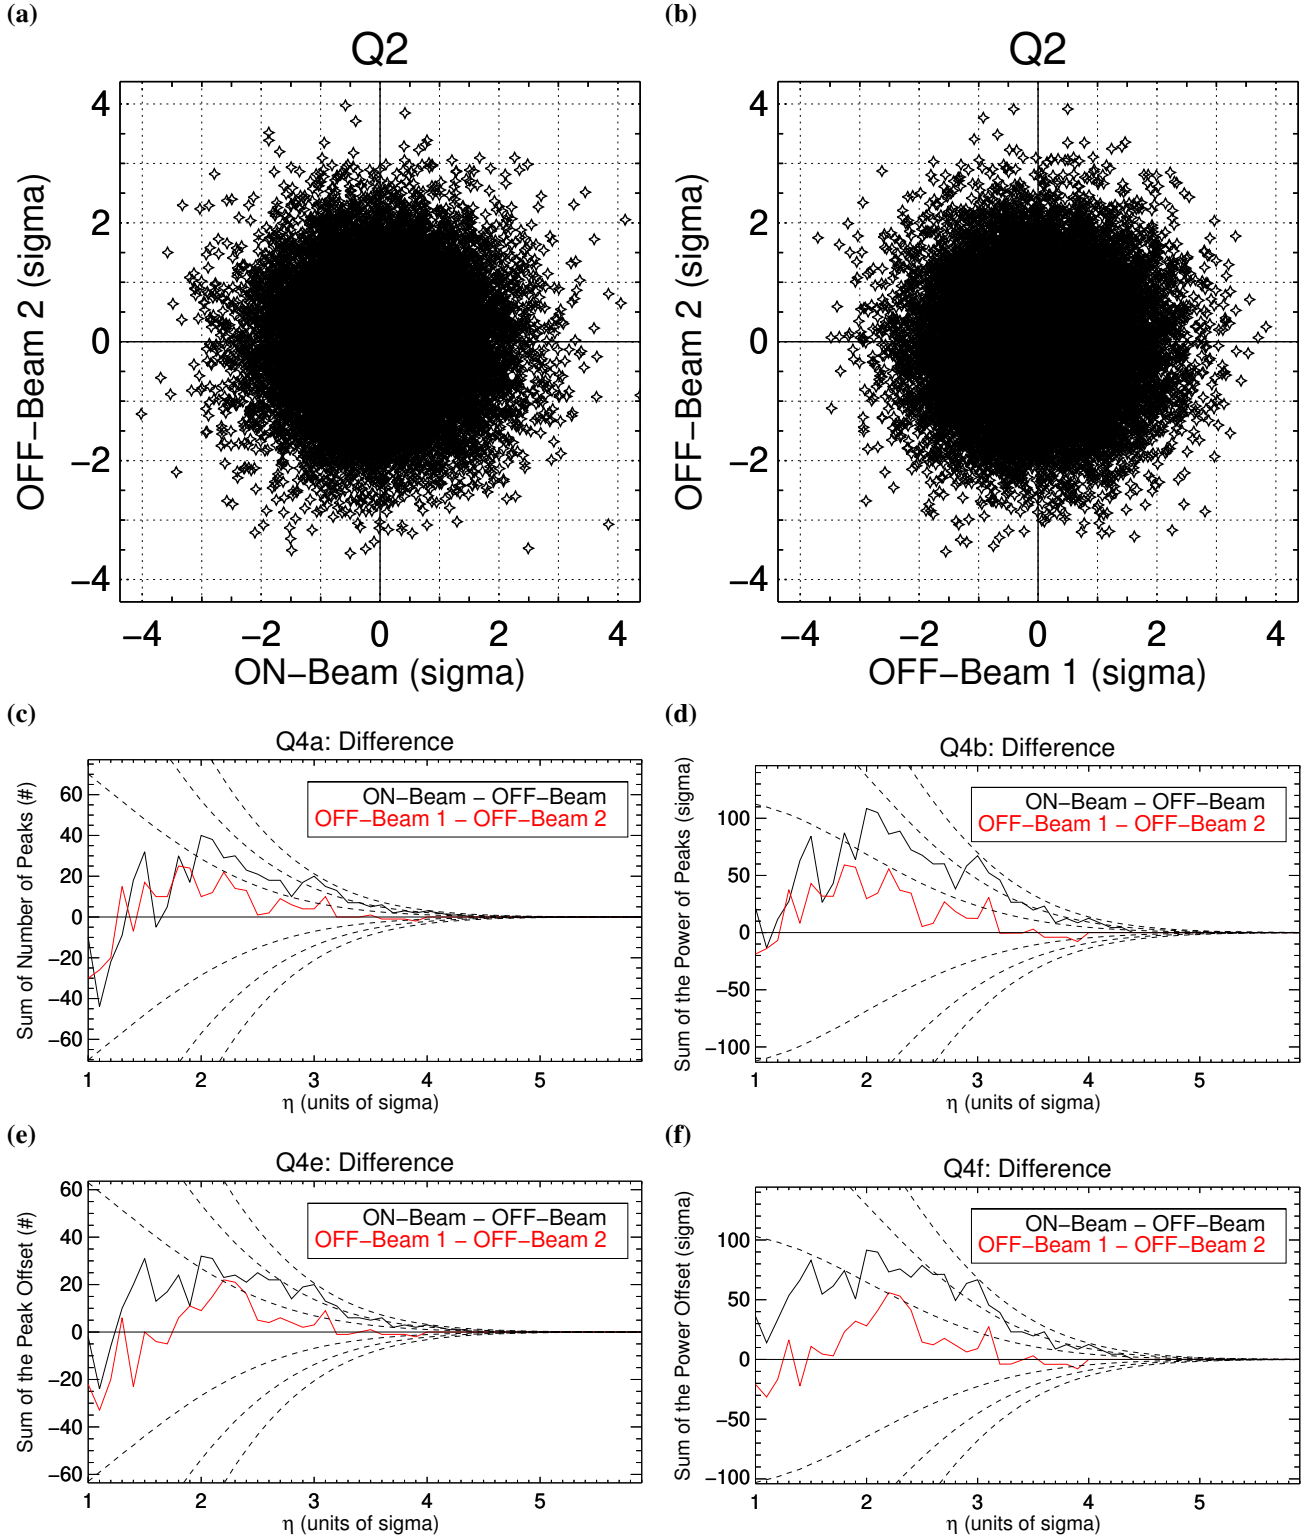 (a)
Q2
4
2
0
−2
−4
OFF−Beam 2 (sigma)
−4 −2 0 2 4
ON−Beam (sigma)
(b)
Q2
4
2
0
−2
−4
OFF−Beam 2 (sigma)
−4 −2 0 2 4
OFF−Beam 1 (sigma)
(c)
Q4a: Difference
ON−Beam − OFF−Beam
OFF−Beam 1 − OFF−Beam 2
60
40
20
0
−20
−40
−60
Sum of Number of Peaks (#)
1 2 3 4 5
η (units of sigma)
(d)
Q4b: Difference
ON−Beam − OFF−Beam
OFF−Beam 1 − OFF−Beam 2
100
50
0
−50
−100
Sum of the Power of Peaks (sigma)
1 2 3 4 5
η (units of sigma)
(e)
Q4e: Difference
ON−Beam − OFF−Beam
OFF−Beam 1 − OFF−Beam 2
60
40
20
0
−20
−40
−60
Sum of the Peak Offset (#)
1 2 3 4 5
η (units of sigma)
(f)
Q4f: Difference
ON−Beam − OFF−Beam
OFF−Beam 1 − OFF−Beam 2
100
50
0
−50
−100
Sum of the Power Offset (sigma)
1 2 3 4 5
η (units of sigma)